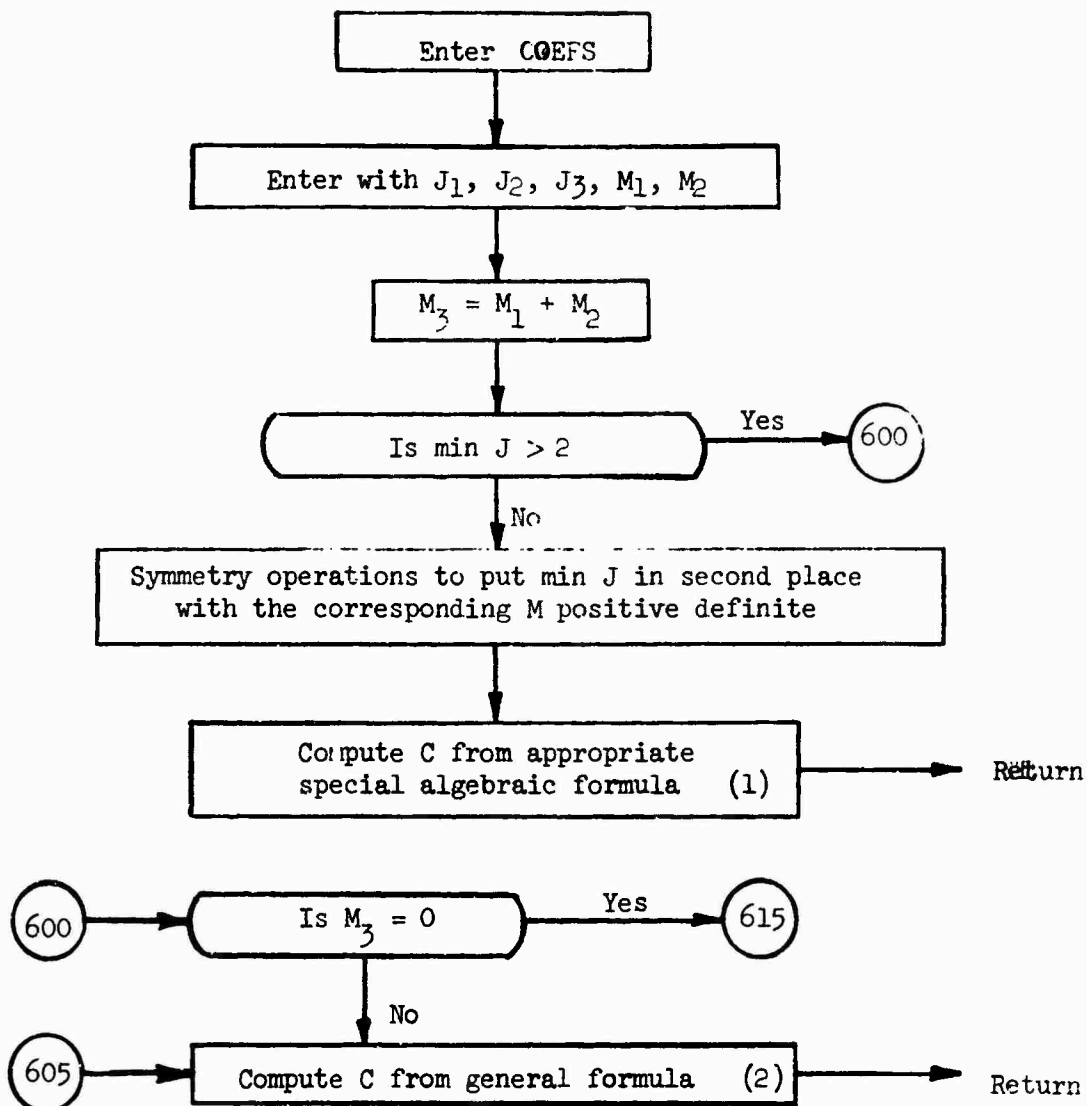 Enter COEFS
Enter with J₁, J₂, J₃, M₁, M₂
M₃ = M₁ + M₂
Is min J > 2
Yes
600
No
Symmetry operations to put min J in second place
with the corresponding M positive definite
Compute C from appropriate
special algebraic formula (1)
Return
600
Is M₃ = 0
Yes
615
No
605
Compute C from general formula (2)
Return